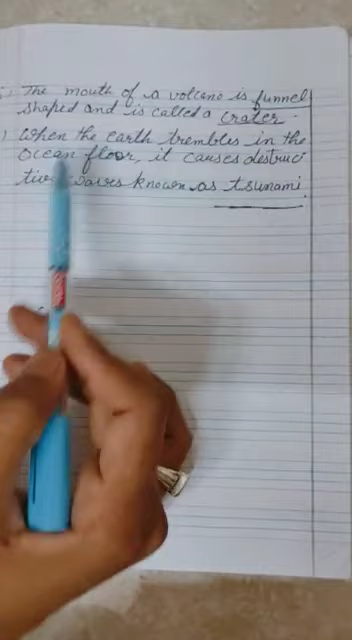 The mouth of a volcano is funnel
shaped and is called a crater.
) When the earth trembles in the
ocean floor, it causes destruc
tive waves known as tsunami.